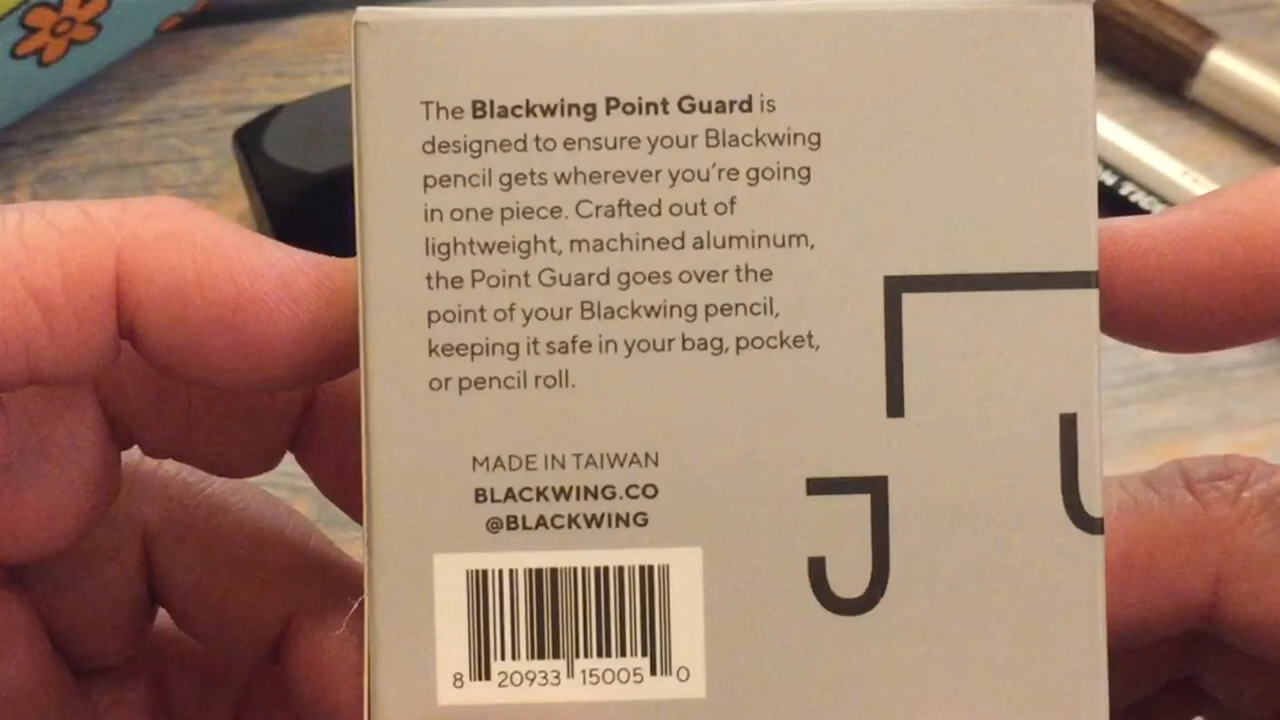 The Blackwing Point Guard is
designed to ensure your Blackwing
pencil gets wherever you're going
in one piece. Crafted out of
lightweight, machined aluminum,
the Point Guard goes over the
point of your Blackwing pencil,
keeping it safe in your bag, pocket,
or pencil roll.
MADE IN TAIWAN
BLACKWING.CO
@BLACKWING
8 20933 15005 0